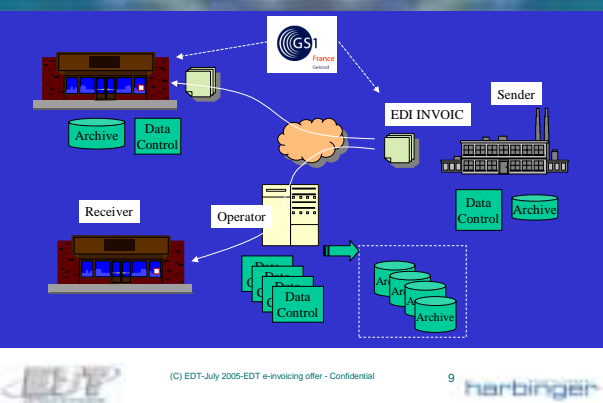 GS1
France
Gencod
Sender
EDI INVOIC
Archive
Data
Control
Data
Control
Archive
Receiver
Operator
Data
Control
Archive
(C) EDT-July 2005-EDT e-invoicing offer - Confidential
9
harbinger
EDT